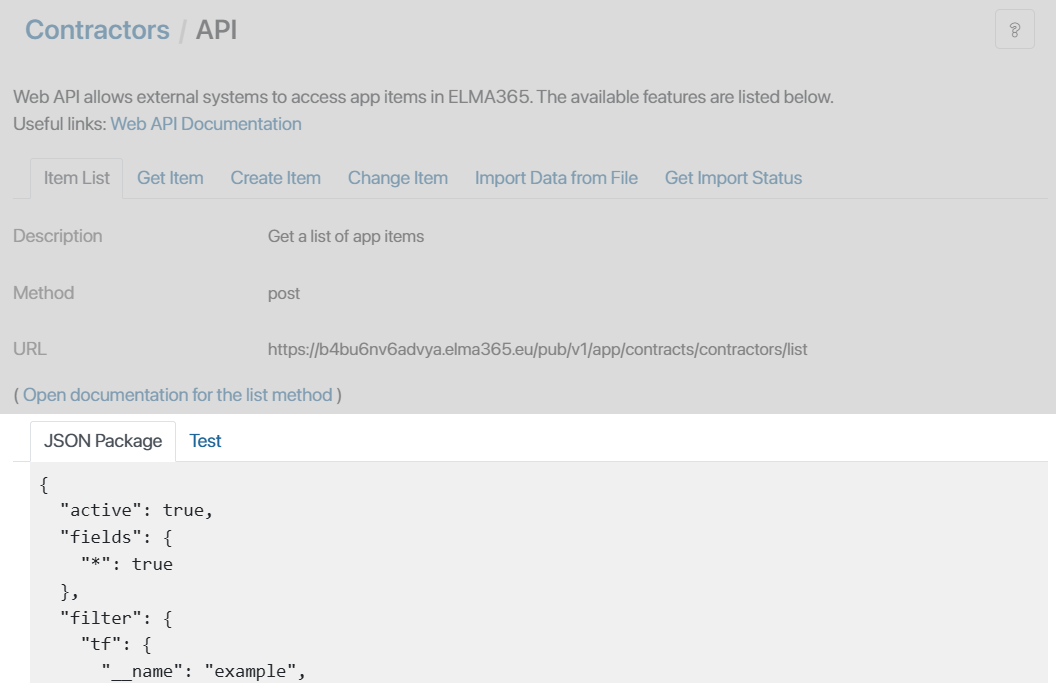 Contractors / API
?
Web API allows external systems to access app items in ELMA365. The available features are listed below.
Useful links: Web API Documentation
Item List Get Item Create Item Change Item Import Data from File Get Import Status
Description Get a list of app items
Method post
URL https://b4bu6nv6advya.elma365.eu/pub/v1/app/contracts/contractors/list
( Open documentation for the list method )
JSON Package Test
{
"active": true,
"fields": {
"*": true
},
"filter": {
"tf": {
"__name": "example",